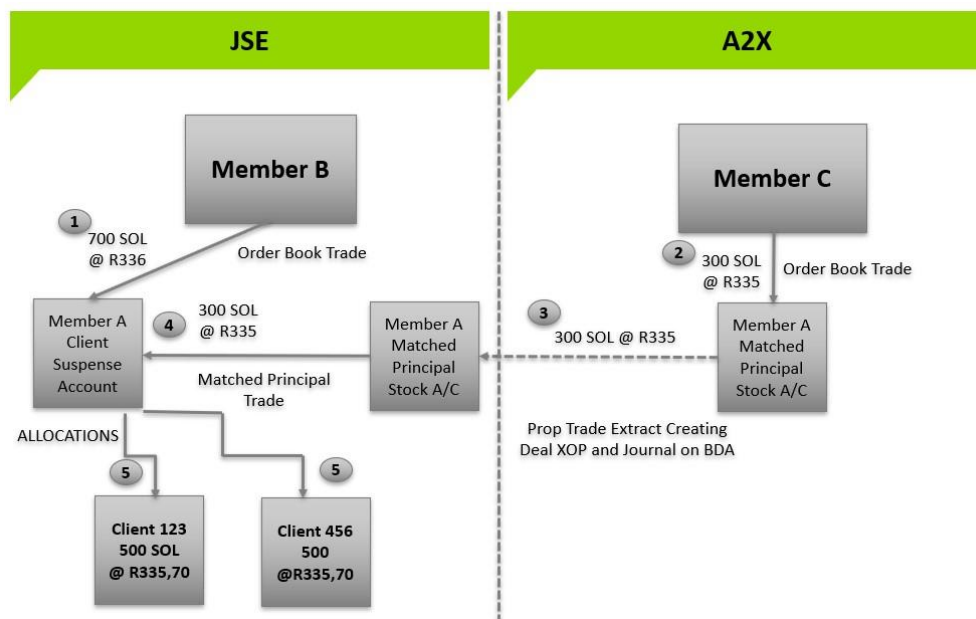 JSE
A2X
Member B
Member C
1
700 SOL
@ R336
Order Book Trade
2
300 SOL
@ R335
Order Book Trade
Member A
Client
Suspense
Account
4
300 SOL
@ R335
Matched Principal
Trade
Member A
Matched
Principal
Stock A/C
3
300 SOL @ R335
Member A
Matched
Principal
Stock A/C
Prop Trade Extract Creating
Deal XOP and Journal on BDA
ALLOCATIONS
5
5
Client 123
500 SOL
@ R335,70
Client 456
500
@R335,70